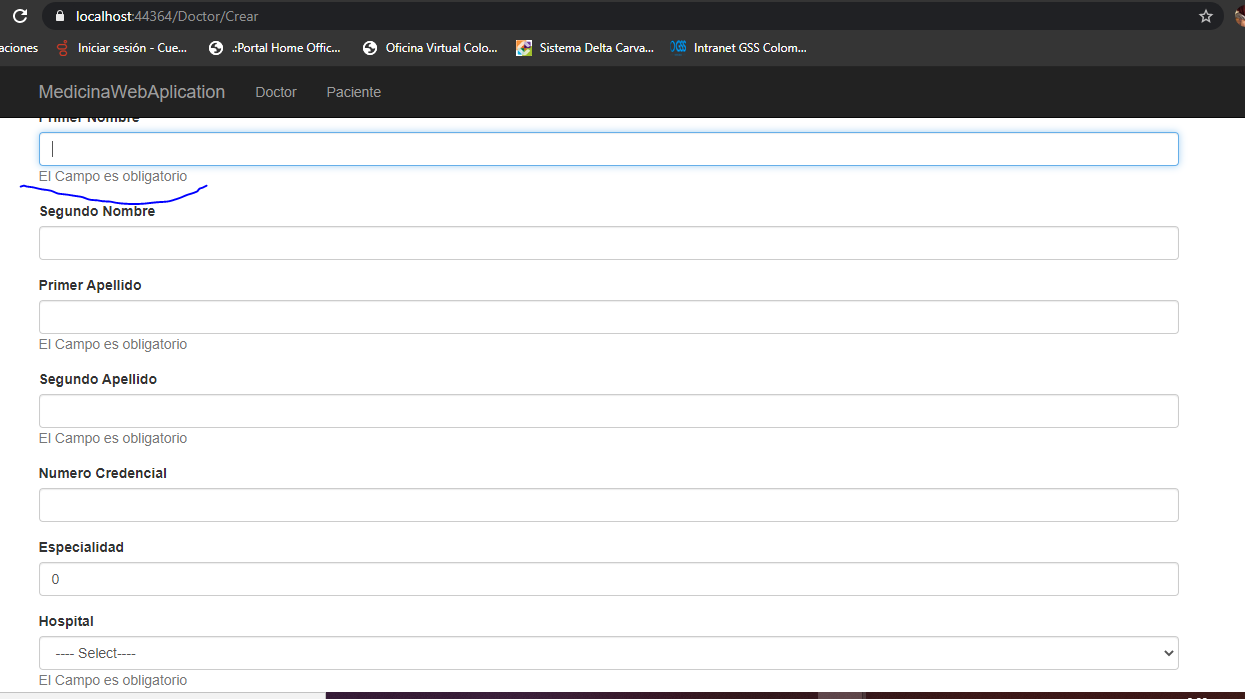 localhost:44364/Doctor/Crear
aciones Iniciar sesión - Cue... .:Portal Home Offic... Oficina Virtual Colo... Sistema Delta Carva... Intranet GSS Colom...
MedicinaWebAplication Doctor Paciente
Primer Nombre
El Campo es obligatorio
Segundo Nombre
Primer Apellido
El Campo es obligatorio
Segundo Apellido
El Campo es obligatorio
Numero Credencial
Especialidad
0
Hospital
---- Select----
El Campo es obligatorio